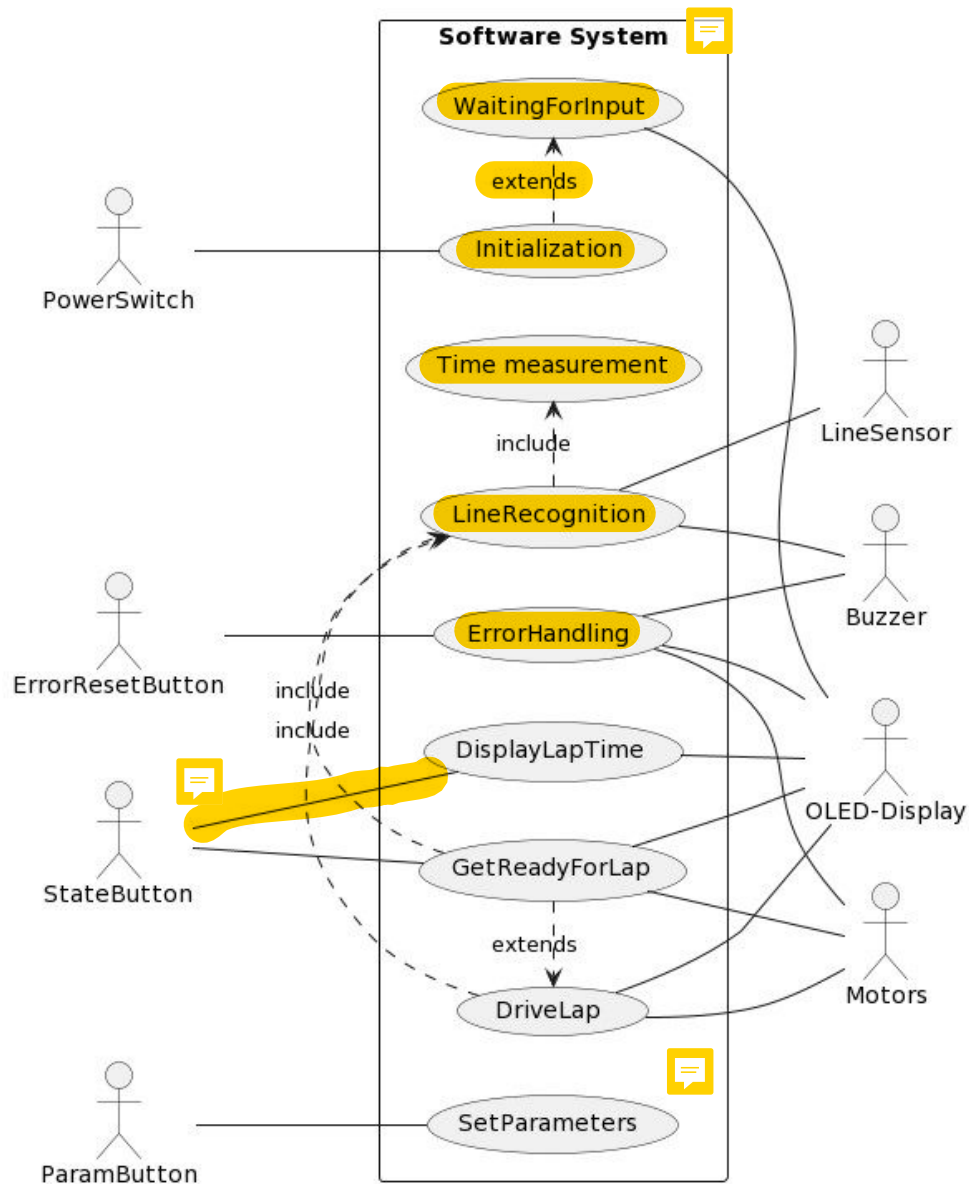 Software System
WaitingForInput
extends
Initialization
PowerSwitch
Time measurement
include
LineSensor
LineRecognition
Buzzer
ErrorHandling
ErrorResetButton
include
include
DisplayLapTime
OLED-Display
StateButton
GetReadyForLap
extends
Motors
DriveLap
SetParameters
ParamButton